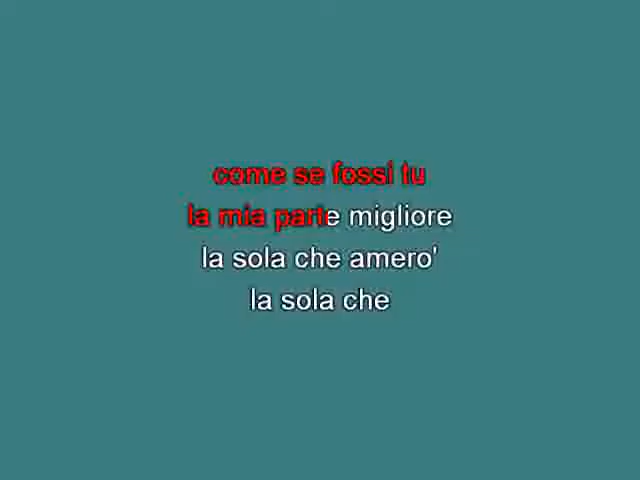 come se fossi tu
la mia parte migliore
la sola che amero'
la sola che